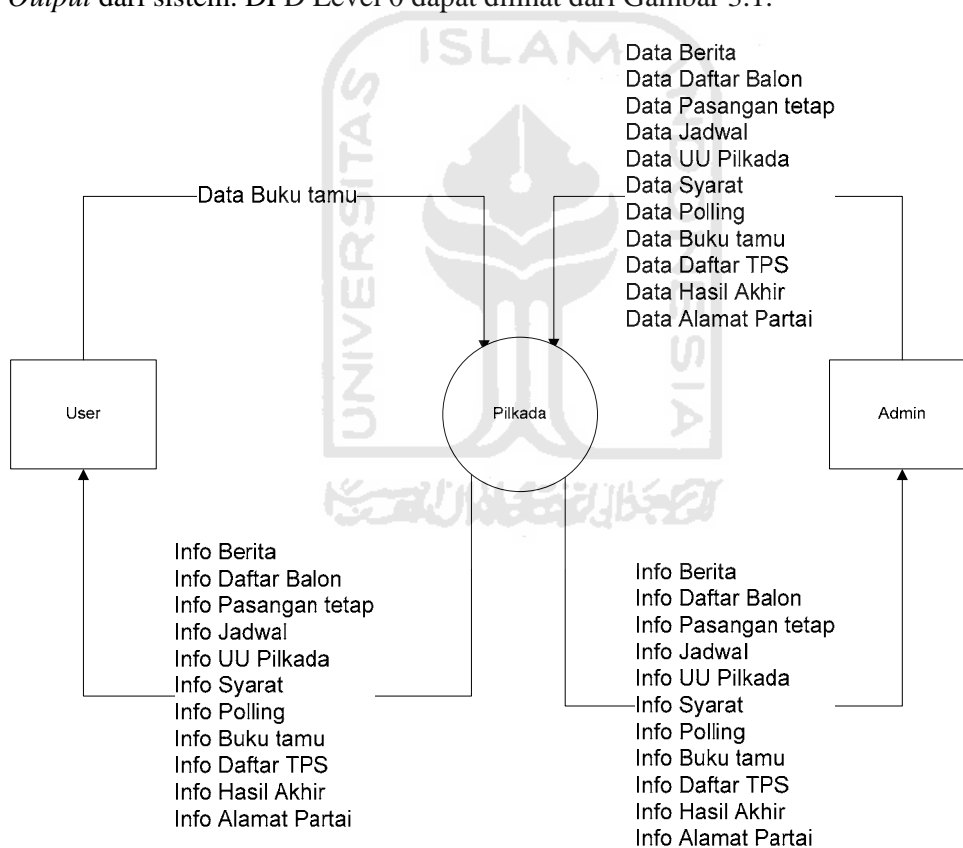 Output dari sistem. DFD Level 0 dapat dilihat dari Gambar 3.1.
ISLAM
UNIVERSITAS
INDONESIA
Data Berita
Data Daftar Balon
Data Pasangan tetap
Data Jadwal
Data UU Pilkada
Data Syarat
Data Polling
Data Buku tamu
Data Daftar TPS
Data Hasil Akhir
Data Alamat Partai
Data Buku tamu
User
Pilkada
Admin
Info Berita
Info Daftar Balon
Info Pasangan tetap
Info Jadwal
Info UU Pilkada
Info Syarat
Info Polling
Info Buku tamu
Info Daftar TPS
Info Hasil Akhir
Info Alamat Partai
Info Berita
Info Daftar Balon
Info Pasangan tetap
Info Jadwal
Info UU Pilkada
Info Syarat
Info Polling
Info Buku tamu
Info Daftar TPS
Info Hasil Akhir
Info Alamat Partai